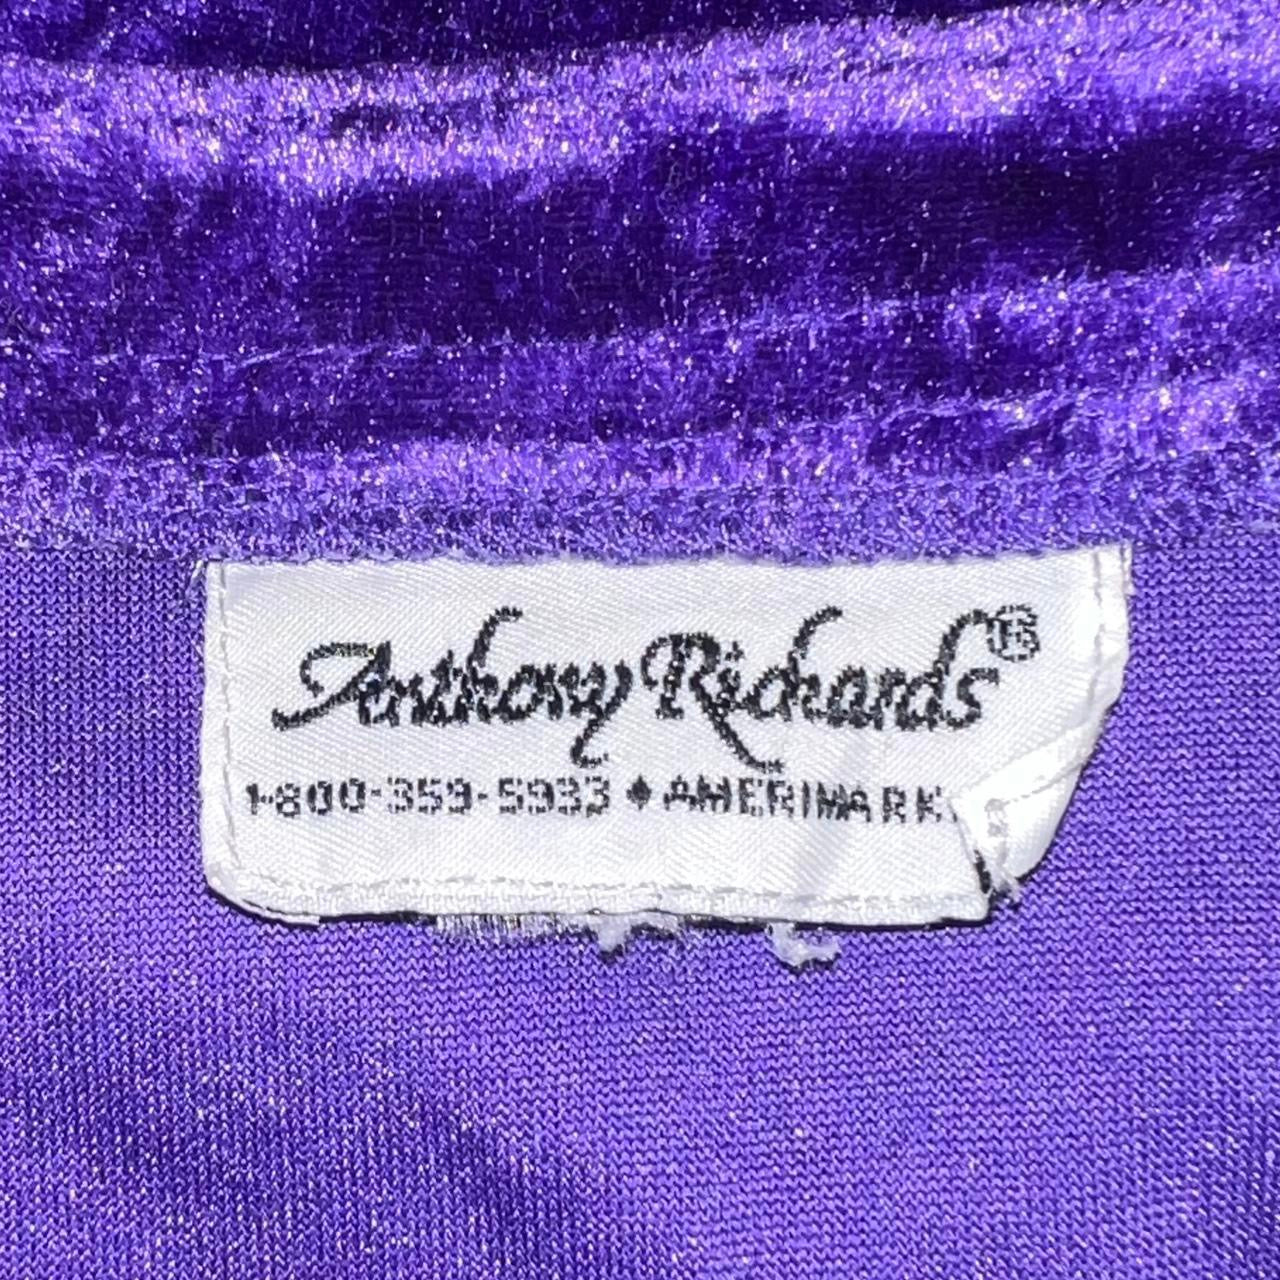 Anthony Richards®
1-800-359-5933 ♦ AMERIMARK.